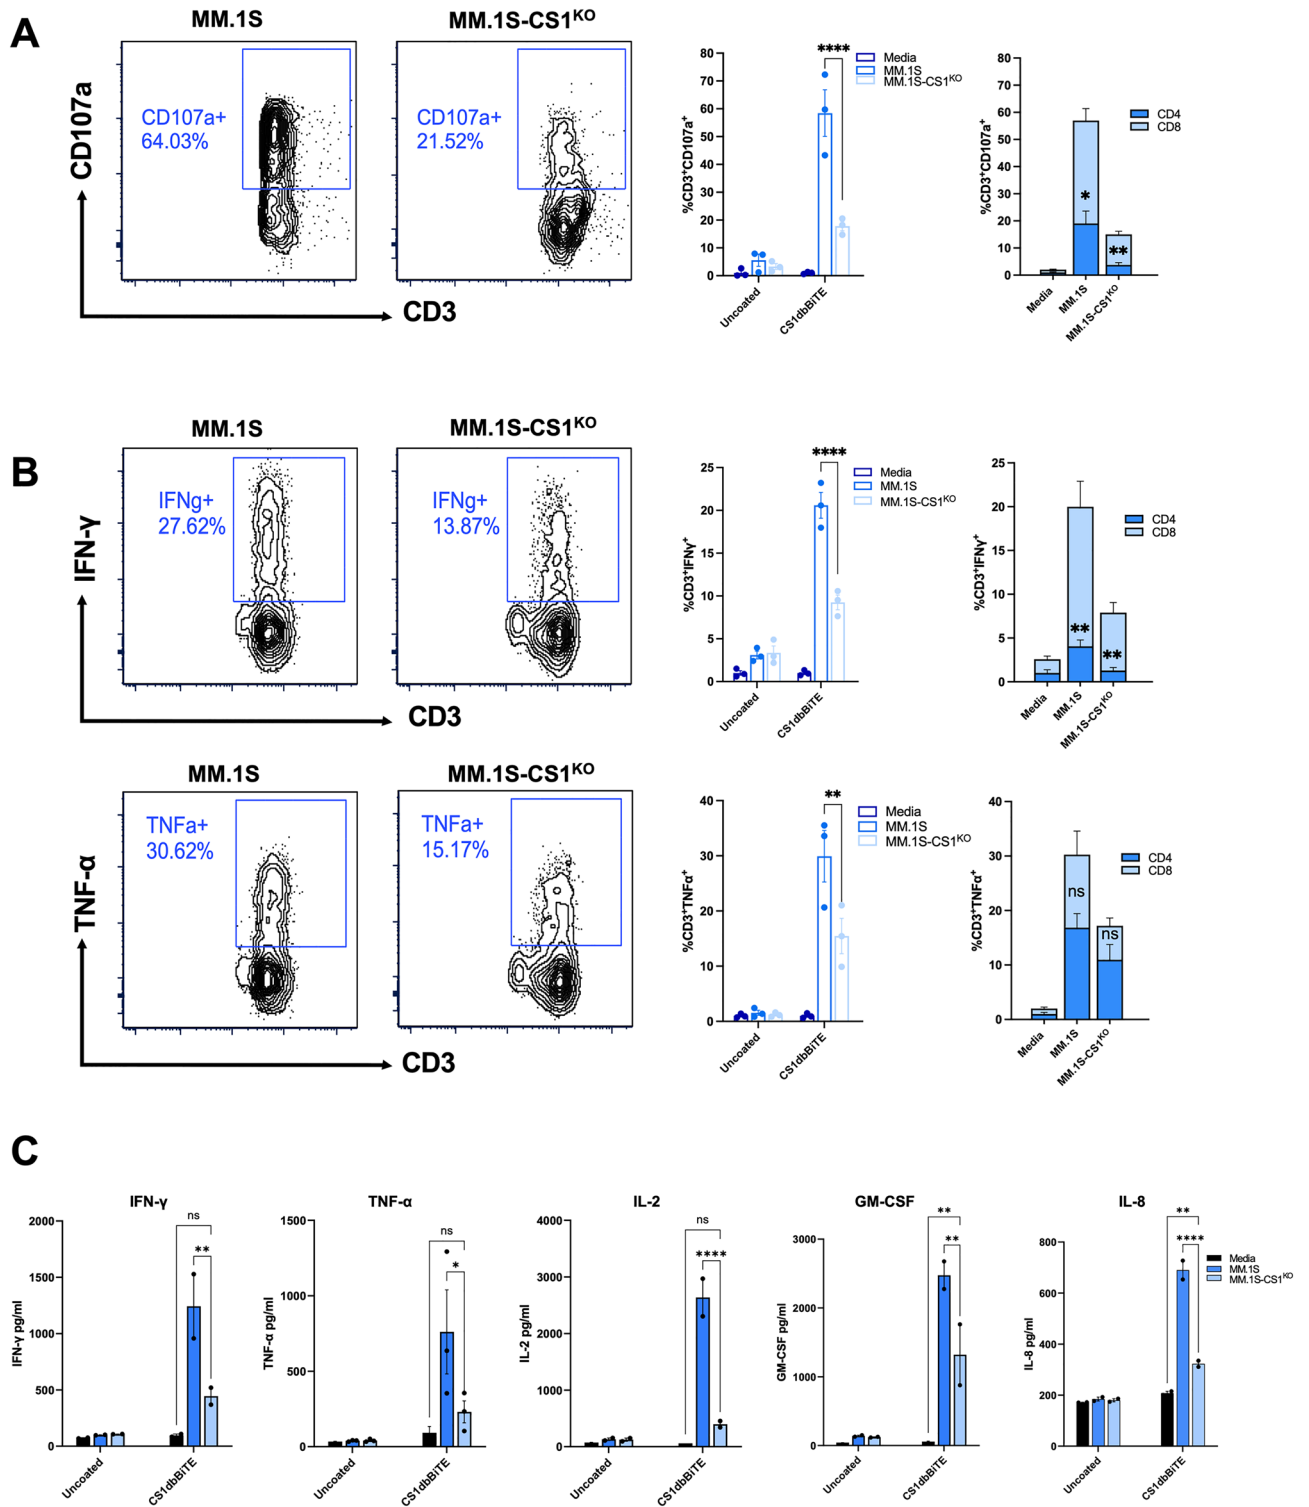 A
MM.1S
MM.1S-CS1KO
CD107a
CD107a+
64.03%
CD107a+
21.52%
CD3
%CD3+CD107a+
80
70
60
50
40
30
20
10
0
****
Media
MM.1S
MM.1S-CS1KO
Uncoated
CS1dbBiTE
%CD3+CD107a+
80
70
60
50
40
30
20
10
0
*
**
CD4
CD8
Media
MM.1S
MM.1S-CS1KO
B
MM.1S
MM.1S-CS1KO
IFN-γ
IFNg+
27.62%
IFNg+
13.87%
CD3
%CD3+IFNγ+
25
20
15
10
5
0
****
Media
MM.1S
MM.1S-CS1KO
Uncoated
CS1dbBiTE
%CD3+IFNγ+
25
20
15
10
5
0
**
**
CD4
CD8
Media
MM.1S
MM.1S-CS1KO
MM.1S
MM.1S-CS1KO
TNF-α
TNFa+
30.62%
TNFa+
15.17%
CD3
%CD3+TNFα+
40
30
20
10
0
**
Media
MM.1S
MM.1S-CS1KO
Uncoated
CS1dbBiTE
%CD3+TNFα+
40
30
20
10
0
ns
ns
CD4
CD8
Media
MM.1S
MM.1S-CS1KO
C
IFN-γ
IFN-γ pg/ml
2000
1500
1000
500
0
ns
**
Uncoated
CS1dbBiTE
TNF-α
TNF-α pg/ml
1500
1000
500
0
ns
*
Uncoated
CS1dbBiTE
IL-2
IL-2 pg/ml
4000
3000
2000
1000
0
ns
****
Uncoated
CS1dbBiTE
GM-CSF
GM-CSF pg/ml
3000
2000
1000
0
**
**
Uncoated
CS1dbBiTE
IL-8
IL-8 pg/ml
800
600
400
200
0
**
****
Media
MM.1S
MM.1S-CS1KO
Uncoated
CS1dbBiTE